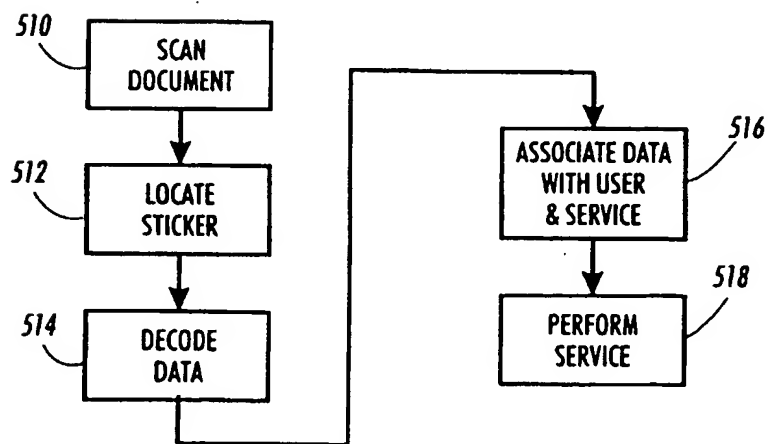 510
SCAN
DOCUMENT
512
LOCATE
STICKER
514
DECODE
DATA
516
ASSOCIATE DATA
WITH USER
& SERVICE
518
PERFORM
SERVICE